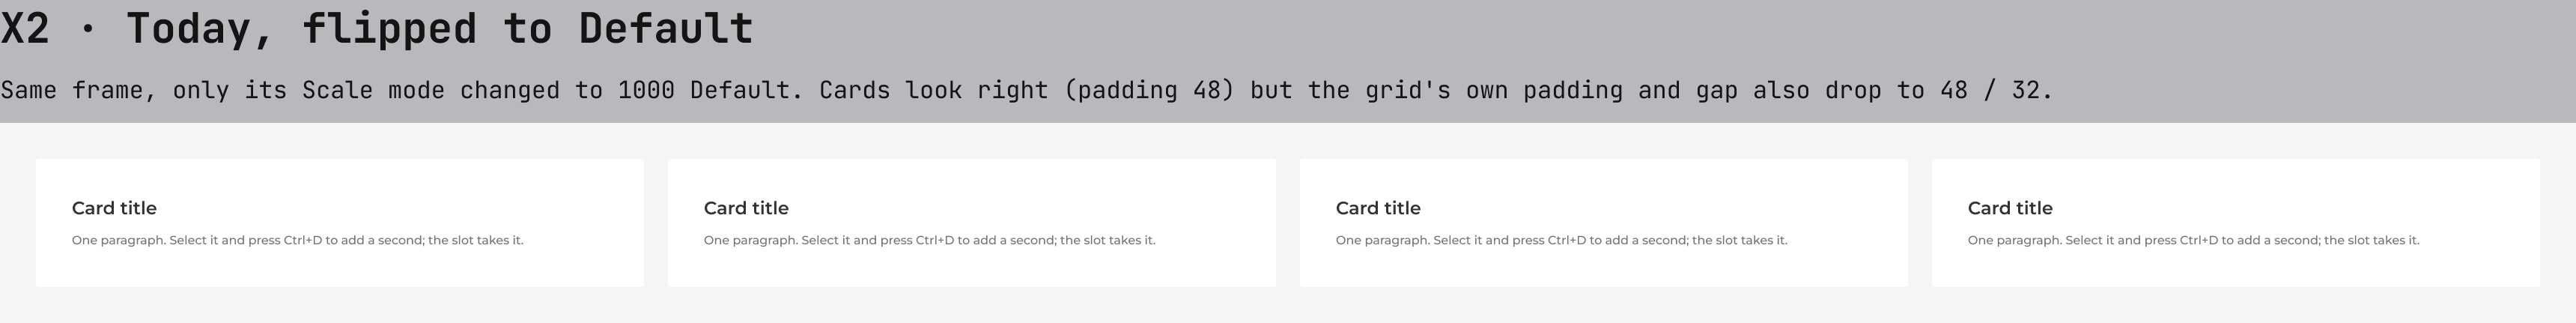 X2 · Today, flipped to Default
Same frame, only its Scale mode changed to 1000 Default. Cards look right (padding 48) but the grid's own padding and gap also drop to 48 / 32.
Card title
One paragraph. Select it and press Ctrl+D to add a second; the slot takes it.
Card title
One paragraph. Select it and press Ctrl+D to add a second; the slot takes it.
Card title
One paragraph. Select it and press Ctrl+D to add a second; the slot takes it.
Card title
One paragraph. Select it and press Ctrl+D to add a second; the slot takes it.